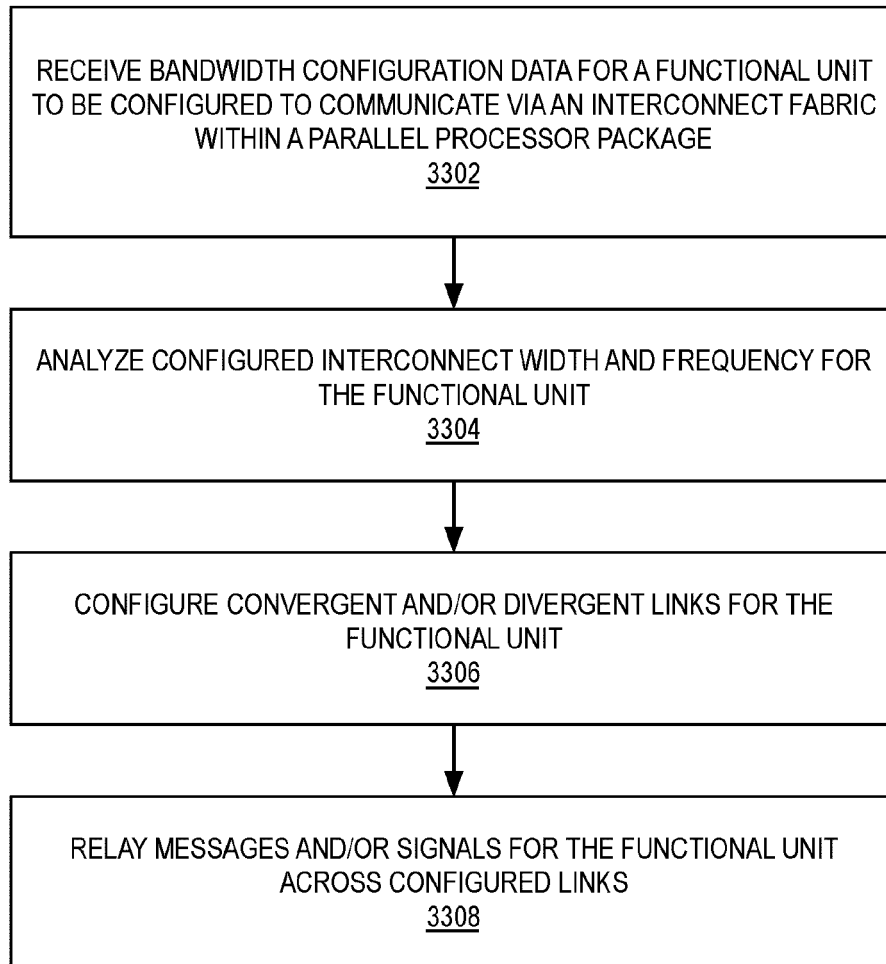 RECEIVE BANDWIDTH CONFIGURATION DATA FOR A FUNCTIONAL UNIT
TO BE CONFIGURED TO COMMUNICATE VIA AN INTERCONNECT FABRIC
WITHIN A PARALLEL PROCESSOR PACKAGE
3302
ANALYZE CONFIGURED INTERCONNECT WIDTH AND FREQUENCY FOR
THE FUNCTIONAL UNIT
3304
CONFIGURE CONVERGENT AND/OR DIVERGENT LINKS FOR THE
FUNCTIONAL UNIT
3306
RELAY MESSAGES AND/OR SIGNALS FOR THE FUNCTIONAL UNIT
ACROSS CONFIGURED LINKS
3308